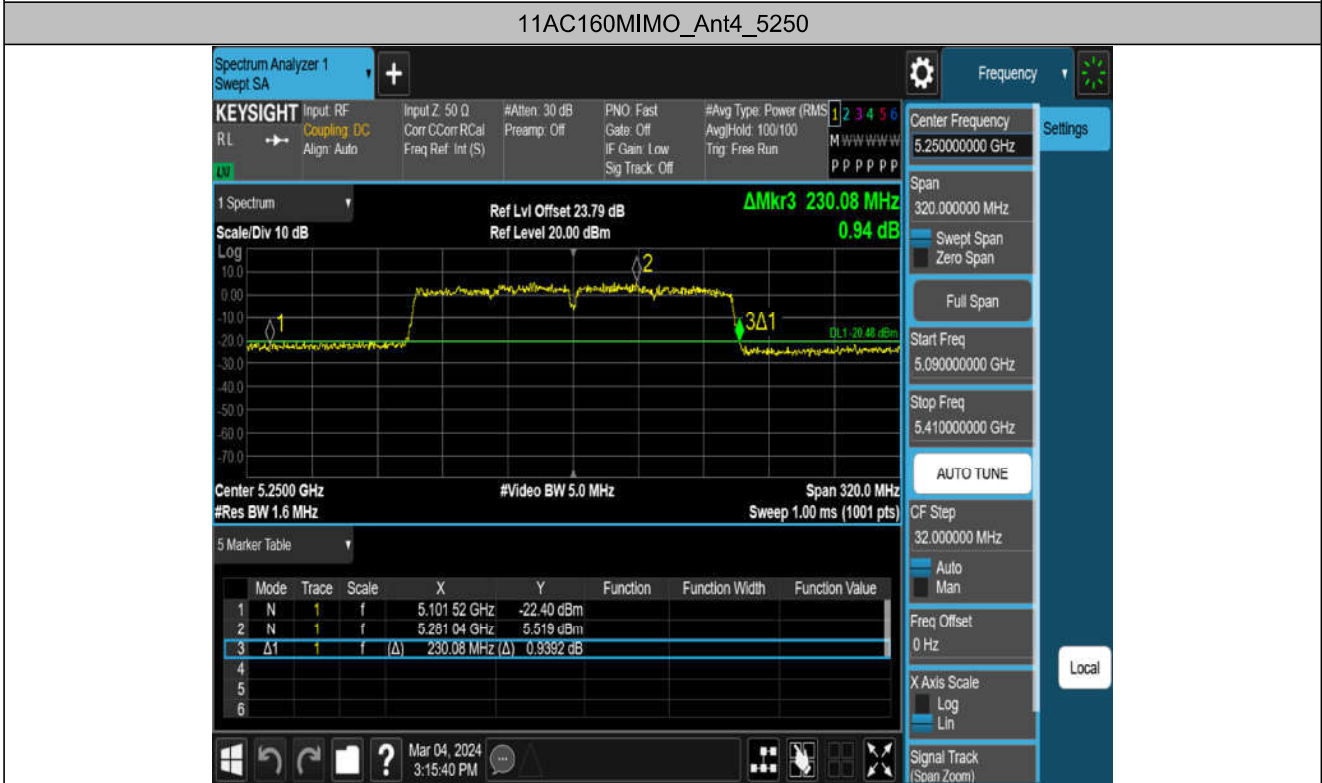 11AC160MIMO_Ant4_5250
Spectrum Analyzer 1
Swept SA
+
Frequency
KEYSIGHT
RL
Input: RF
Coupling: DC
Align: Auto
Input Z: 50 Ω
Corr CCorr RCal
Freq Ref: Int (S)
#Atten: 30 dB
Preamp: Off
PNO: Fast
Gate: Off
IF Gain: Low
Sig Track: Off
#Avg Type: Power (RMS
Avg|Hold: 100/100
Trig: Free Run
1 2 3 4 5 6
M W W W W W
P P P P P P
1 Spectrum
Scale/Div 10 dB
Ref Lvl Offset 23.79 dB
Ref Level 20.00 dBm
ΔMkr3 230.08 MHz
0.94 dB
Log
10.0
0.00
-10.0
-20.0
-30.0
-40.0
-50.0
-60.0
-70.0
1
2
3Δ1
DL1 -20.48 dBm
Center 5.2500 GHz
#Res BW 1.6 MHz
#Video BW 5.0 MHz
Span 320.0 MHz
Sweep 1.00 ms (1001 pts)
5 Marker Table
Mode Trace Scale X Y Function Function Width Function Value
1 N 1 f 5.101 52 GHz -22.40 dBm
2 N 1 f 5.281 04 GHz 5.519 dBm
3 Δ1 1 f (Δ) 230.08 MHz (Δ) 0.9392 dB
4
5
6
Mar 04, 2024
3:15:40 PM
?
Center Frequency
5.250000000 GHz
Settings
Span
320.000000 MHz
Swept Span
Zero Span
Full Span
Start Freq
5.090000000 GHz
Stop Freq
5.410000000 GHz
AUTO TUNE
CF Step
32.000000 MHz
Auto
Man
Freq Offset
0 Hz
X Axis Scale
Log
Lin
Signal Track
(Span Zoom)
Local